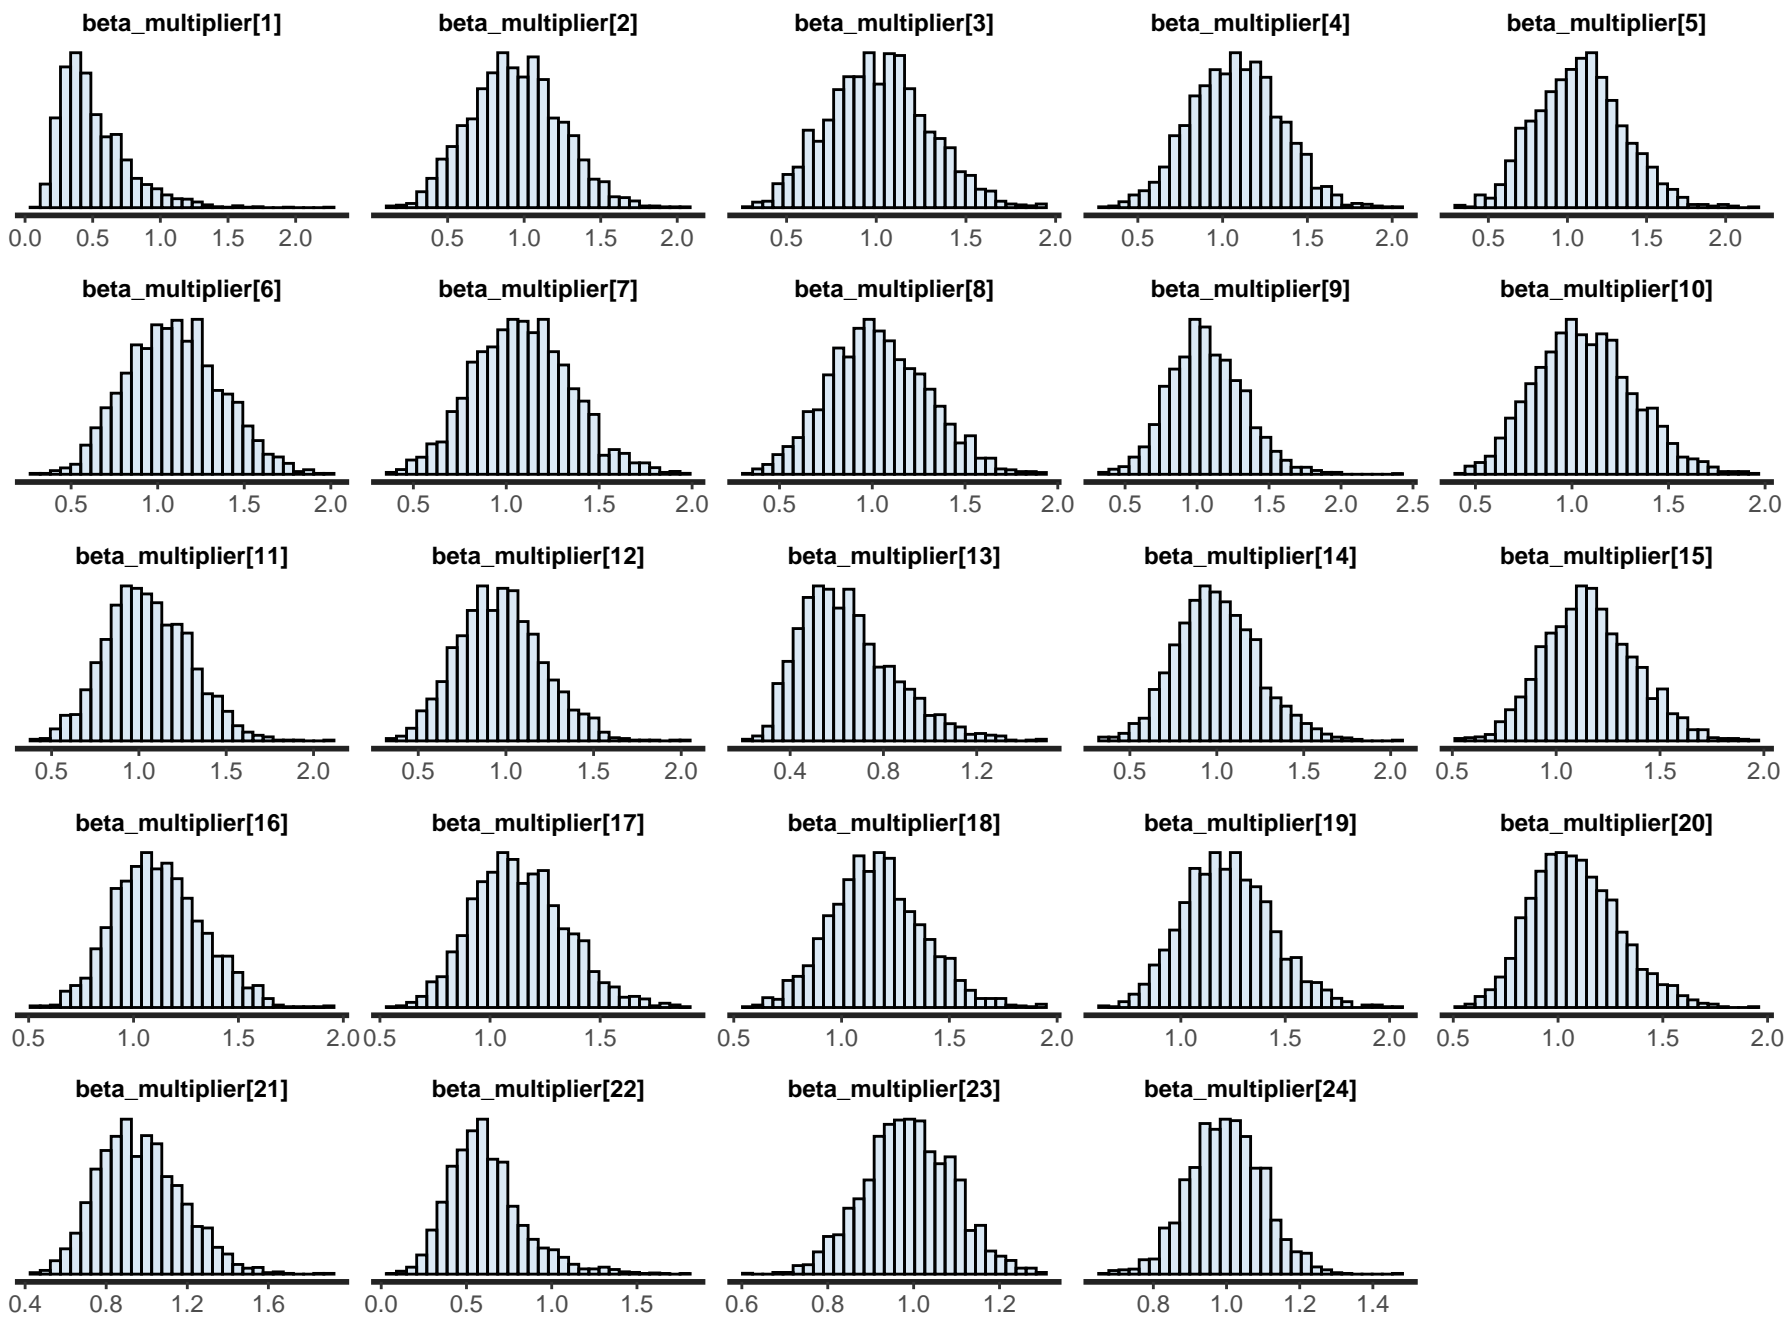 beta_multiplier[1] beta_multiplier[2] beta_multiplier[3] beta_multiplier[4] beta_multiplier[5]
0.0 0.5 1.0 1.5 2.0 0.5 1.0 1.5 2.0 0.5 1.0 1.5 2.0 0.5 1.0 1.5 2.0 0.5 1.0 1.5 2.0
beta_multiplier[6] beta_multiplier[7] beta_multiplier[8] beta_multiplier[9] beta_multiplier[10]
0.5 1.0 1.5 2.0 0.5 1.0 1.5 2.0 0.5 1.0 1.5 2.0 0.5 1.0 1.5 2.0 2.5 0.5 1.0 1.5 2.0
beta_multiplier[11] beta_multiplier[12] beta_multiplier[13] beta_multiplier[14] beta_multiplier[15]
0.5 1.0 1.5 2.0 0.5 1.0 1.5 2.0 0.4 0.8 1.2 0.5 1.0 1.5 2.0 0.5 1.0 1.5 2.0
beta_multiplier[16] beta_multiplier[17] beta_multiplier[18] beta_multiplier[19] beta_multiplier[20]
0.5 1.0 1.5 2.0 0.5 1.0 1.5 0.5 1.0 1.5 2.0 1.0 1.5 2.0 0.5 1.0 1.5 2.0
beta_multiplier[21] beta_multiplier[22] beta_multiplier[23] beta_multiplier[24]
0.4 0.8 1.2 1.6 0.0 0.5 1.0 1.5 0.6 0.8 1.0 1.2 0.8 1.0 1.2 1.4